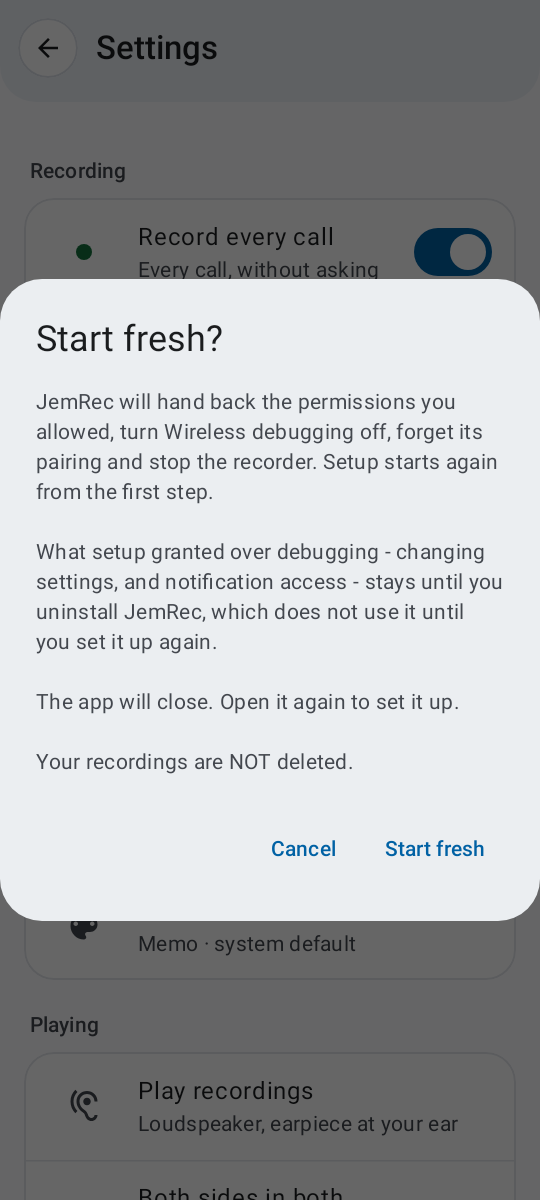 Settings
Recording
Record every call
Every call, without asking
Start fresh?
JemRec will hand back the permissions you
allowed, turn Wireless debugging off, forget its
pairing and stop the recorder. Setup starts again
from the first step.
What setup granted over debugging - changing
settings, and notification access - stays until you
uninstall JemRec, which does not use it until
you set it up again.
The app will close. Open it again to set it up.
Your recordings are NOT deleted.
Cancel
Start fresh
Memo · system default
Playing
Play recordings
Loudspeaker, earpiece at your ear
Both sides in both